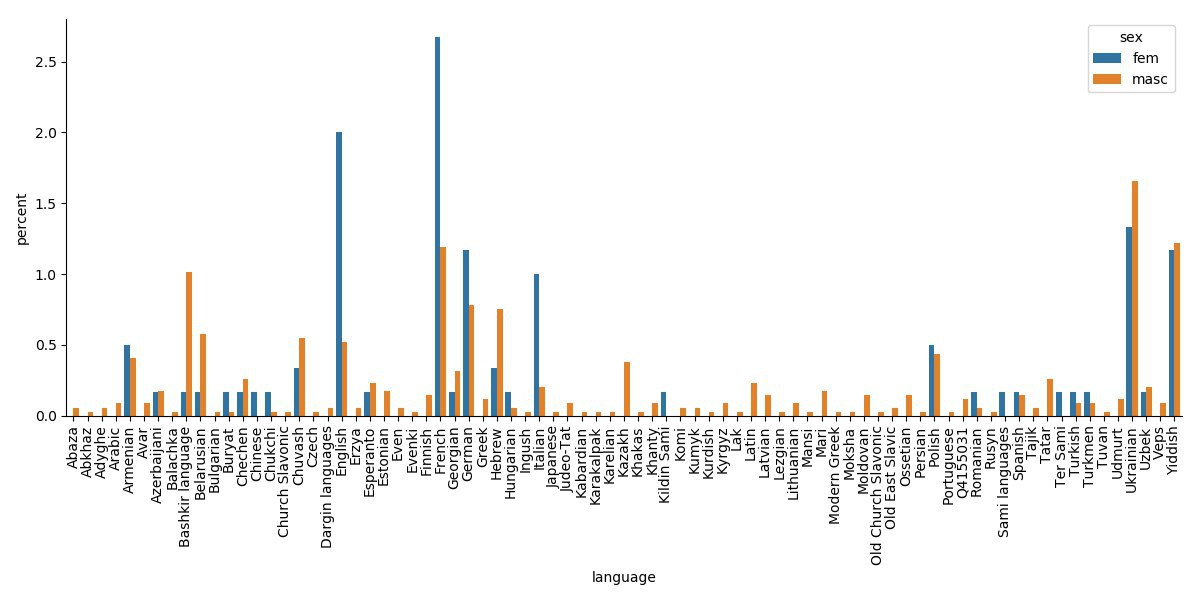 sex
fem
masc
percent
2.5
2.0
1.5
1.0
0.5
0.0
Abaza
Abkhaz
Adyghe
Arabic
Armenian
Avar
Azerbaijani
Balachka
Bashkir language
Belarusian
Bulgarian
Buryat
Chechen
Chinese
Chukchi
Church Slavonic
Chuvash
Czech
Dargin languages
English
Erzya
Esperanto
Estonian
Even
Evenki
Finnish
French
Georgian
German
Greek
Hebrew
Hungarian
Ingush
Italian
Japanese
Judeo-Tat
Kabardian
Karakalpak
Karelian
Kazakh
Khakas
Khanty
Kildin Sami
Komi
Kumyk
Kurdish
Kyrgyz
Lak
Latin
Latvian
Lezgian
Lithuanian
Mansi
Mari
Modern Greek
Moksha
Moldovan
Old Church Slavonic
Old East Slavic
Ossetian
Persian
Polish
Portuguese
Q4155031
Romanian
Rusyn
Sami languages
Spanish
Tajik
Tatar
Ter Sami
Turkish
Turkmen
Tuvan
Udmurt
Ukrainian
Uzbek
Veps
Yiddish
language